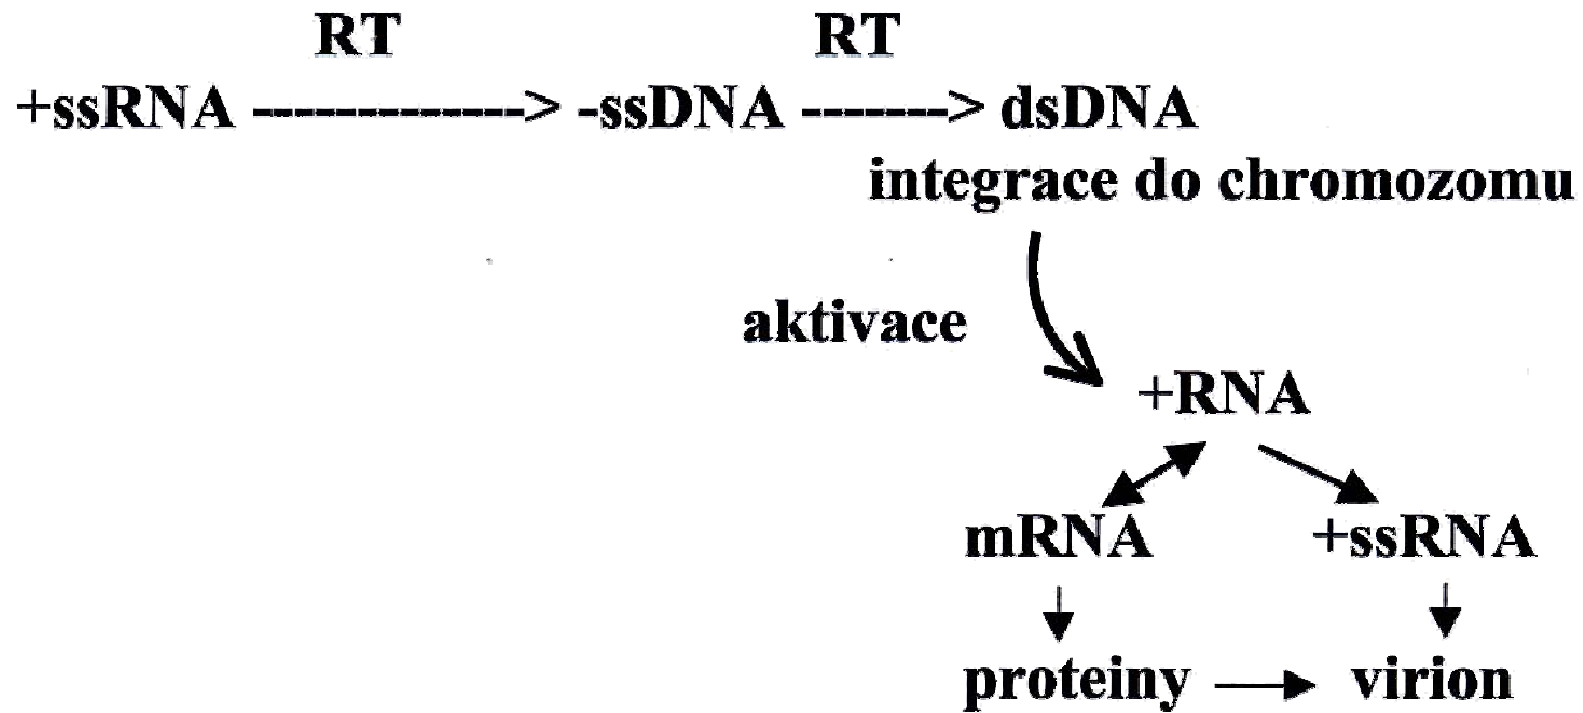 RT RT
+ssRNA -------------> -ssDNA -------> dsDNA
integrace do chromozomu
aktivace
+RNA
mRNA +ssRNA
proteiny virion